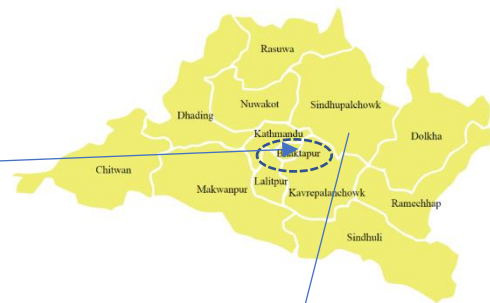 Rasuwa
Nuwakot
Sindhupalchowk
Dhading
Kathmandu
Dolkha
Bhaktapur
Chitwan
Lalitpur
Makwanpur
Kavrepalanchowk
Ramechhap
Sindhuli